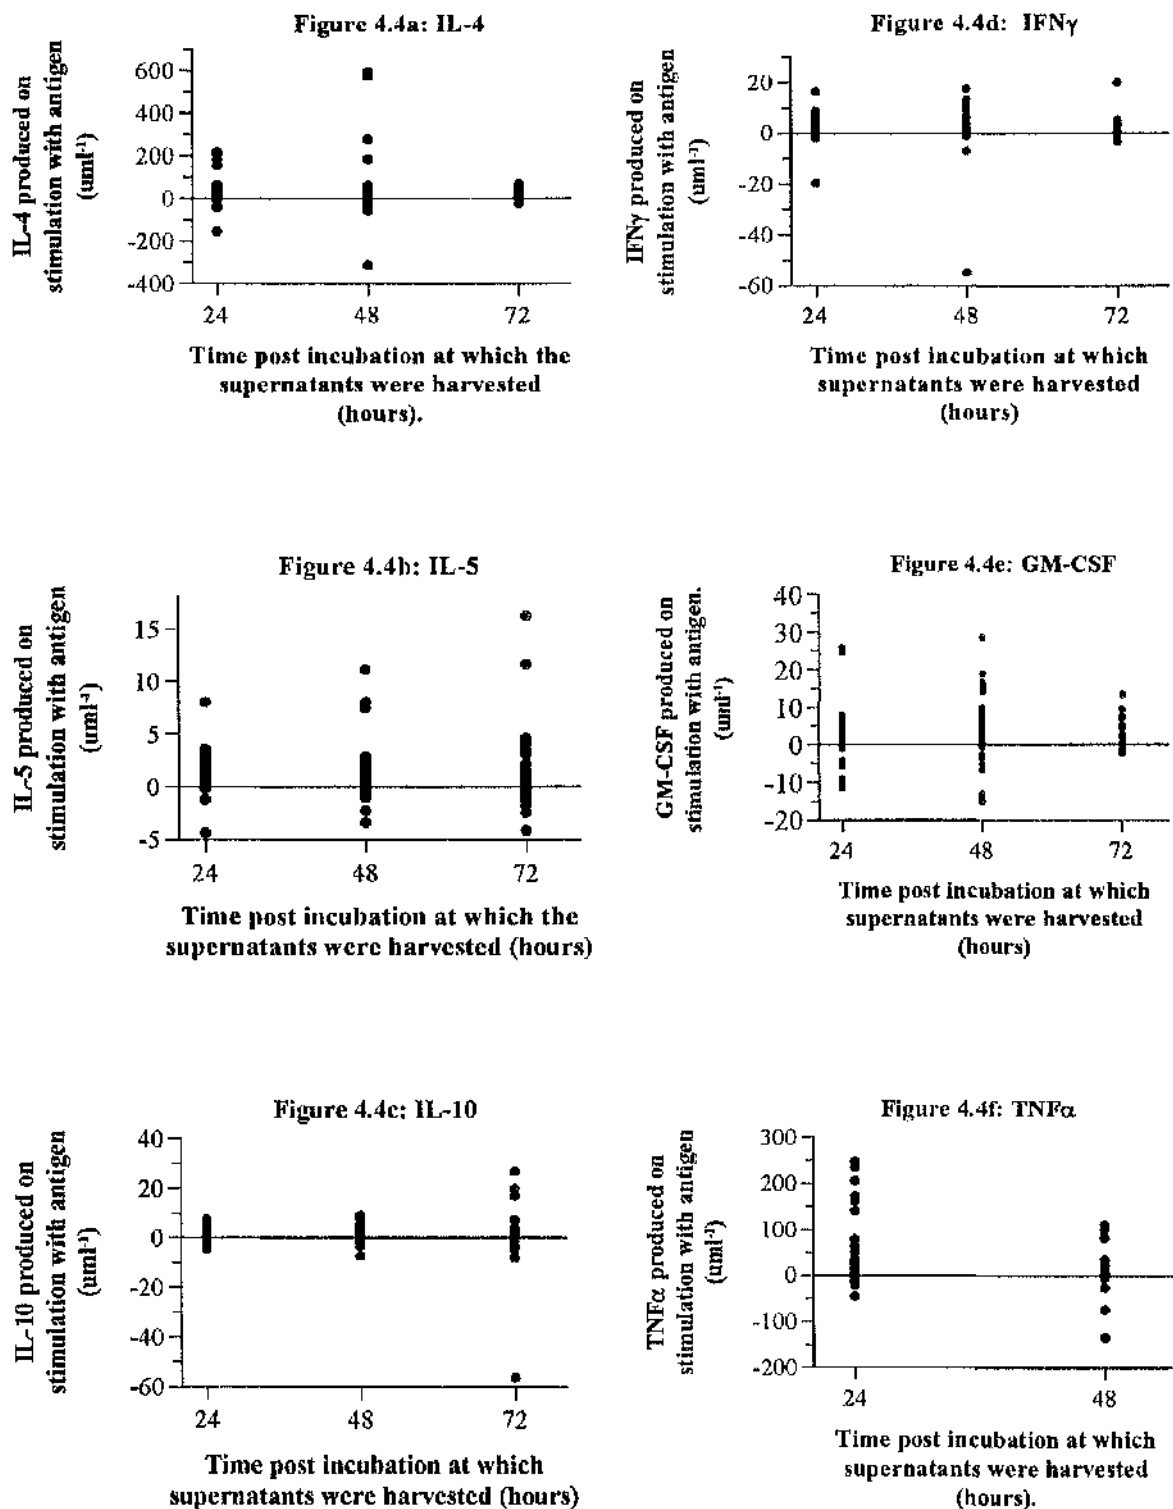 Figure 4.4a: IL-4
IL-4 produced on
stimulation with antigen
(uml⁻¹)
600
400
200
0
-200
-400
24
48
72
Time post incubation at which the
supernatants were harvested
(hours).
Figure 4.4d: IFNγ
IFNγ produced on
stimulation with antigen
(uml⁻¹)
20
0
-20
-40
-60
24
48
72
Time post incubation at which
supernatants were harvested
(hours)
Figure 4.4b: IL-5
IL-5 produced on
stimulation with antigen
(uml⁻¹)
15
10
5
0
-5
24
48
72
Time post incubation at which the
supernatants were harvested (hours)
Figure 4.4e: GM-CSF
GM-CSF produced on
stimulation with antigen.
(uml⁻¹)
40
30
20
10
0
-10
-20
24
48
72
Time post incubation at which
supernatants were harvested
(hours)
Figure 4.4c: IL-10
IL-10 produced on
stimulation with antigen
(uml⁻¹)
40
20
0
-20
-40
-60
24
48
72
Time post incubation at which
supernatants were harvested (hours)
Figure 4.4f: TNFα
TNFα produced on
stimulation with antigen
(uml⁻¹)
300
200
100
0
-100
-200
24
48
Time post incubation at which
supernatants were harvested
(hours).